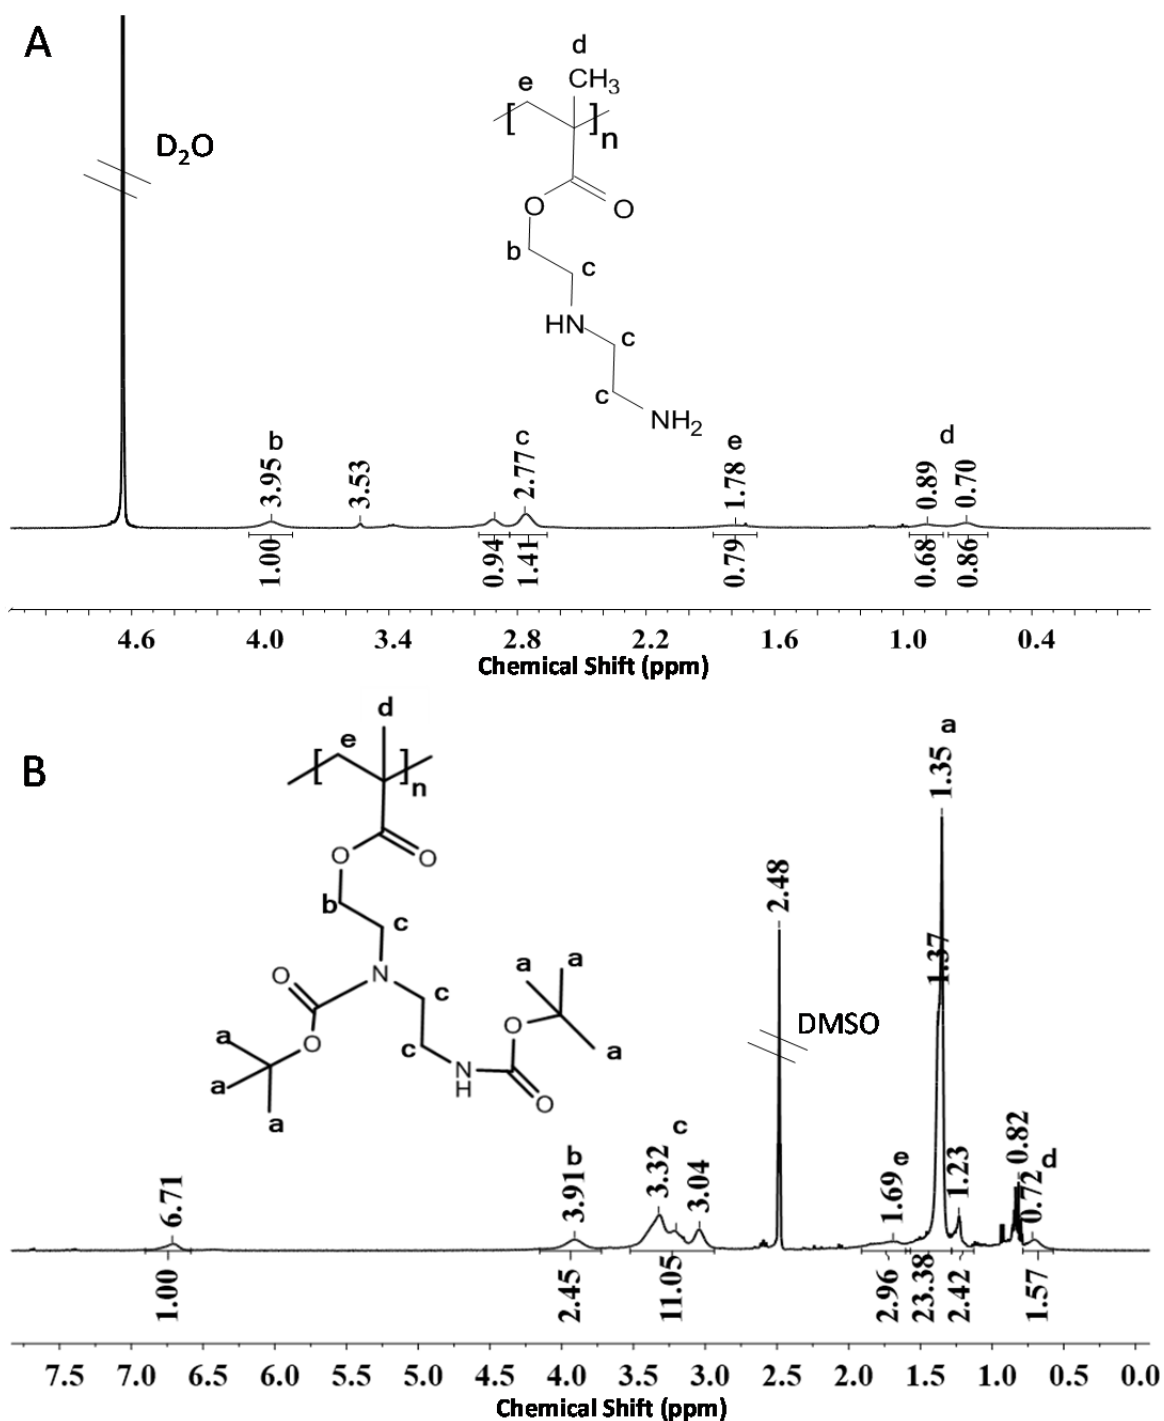 A
D₂O
d
e
CH₃
[ ]n
O
O
b
c
HN
c
c
NH₂
b
c
e
d
3.95
3.53
2.77
1.78
0.89
0.70
1.00
0.94
1.41
0.79
0.68
0.86
4.6 4.0 3.4 2.8 2.2 1.6 1.0 0.4
Chemical Shift (ppm)
B
d
e
[ ]n
O
O
b
c
N
O
c
O
c
N
H
O
O
a
a
a
a
a
a
DMSO
a
b
c
e
d
6.71
3.91
3.32
3.04
2.48
1.69
1.37
1.35
1.23
0.82
0.72
1.00
2.45
11.05
2.96
23.38
2.42
1.57
7.5 7.0 6.5 6.0 5.5 5.0 4.5 4.0 3.5 3.0 2.5 2.0 1.5 1.0 0.5 0.0
Chemical Shift (ppm)